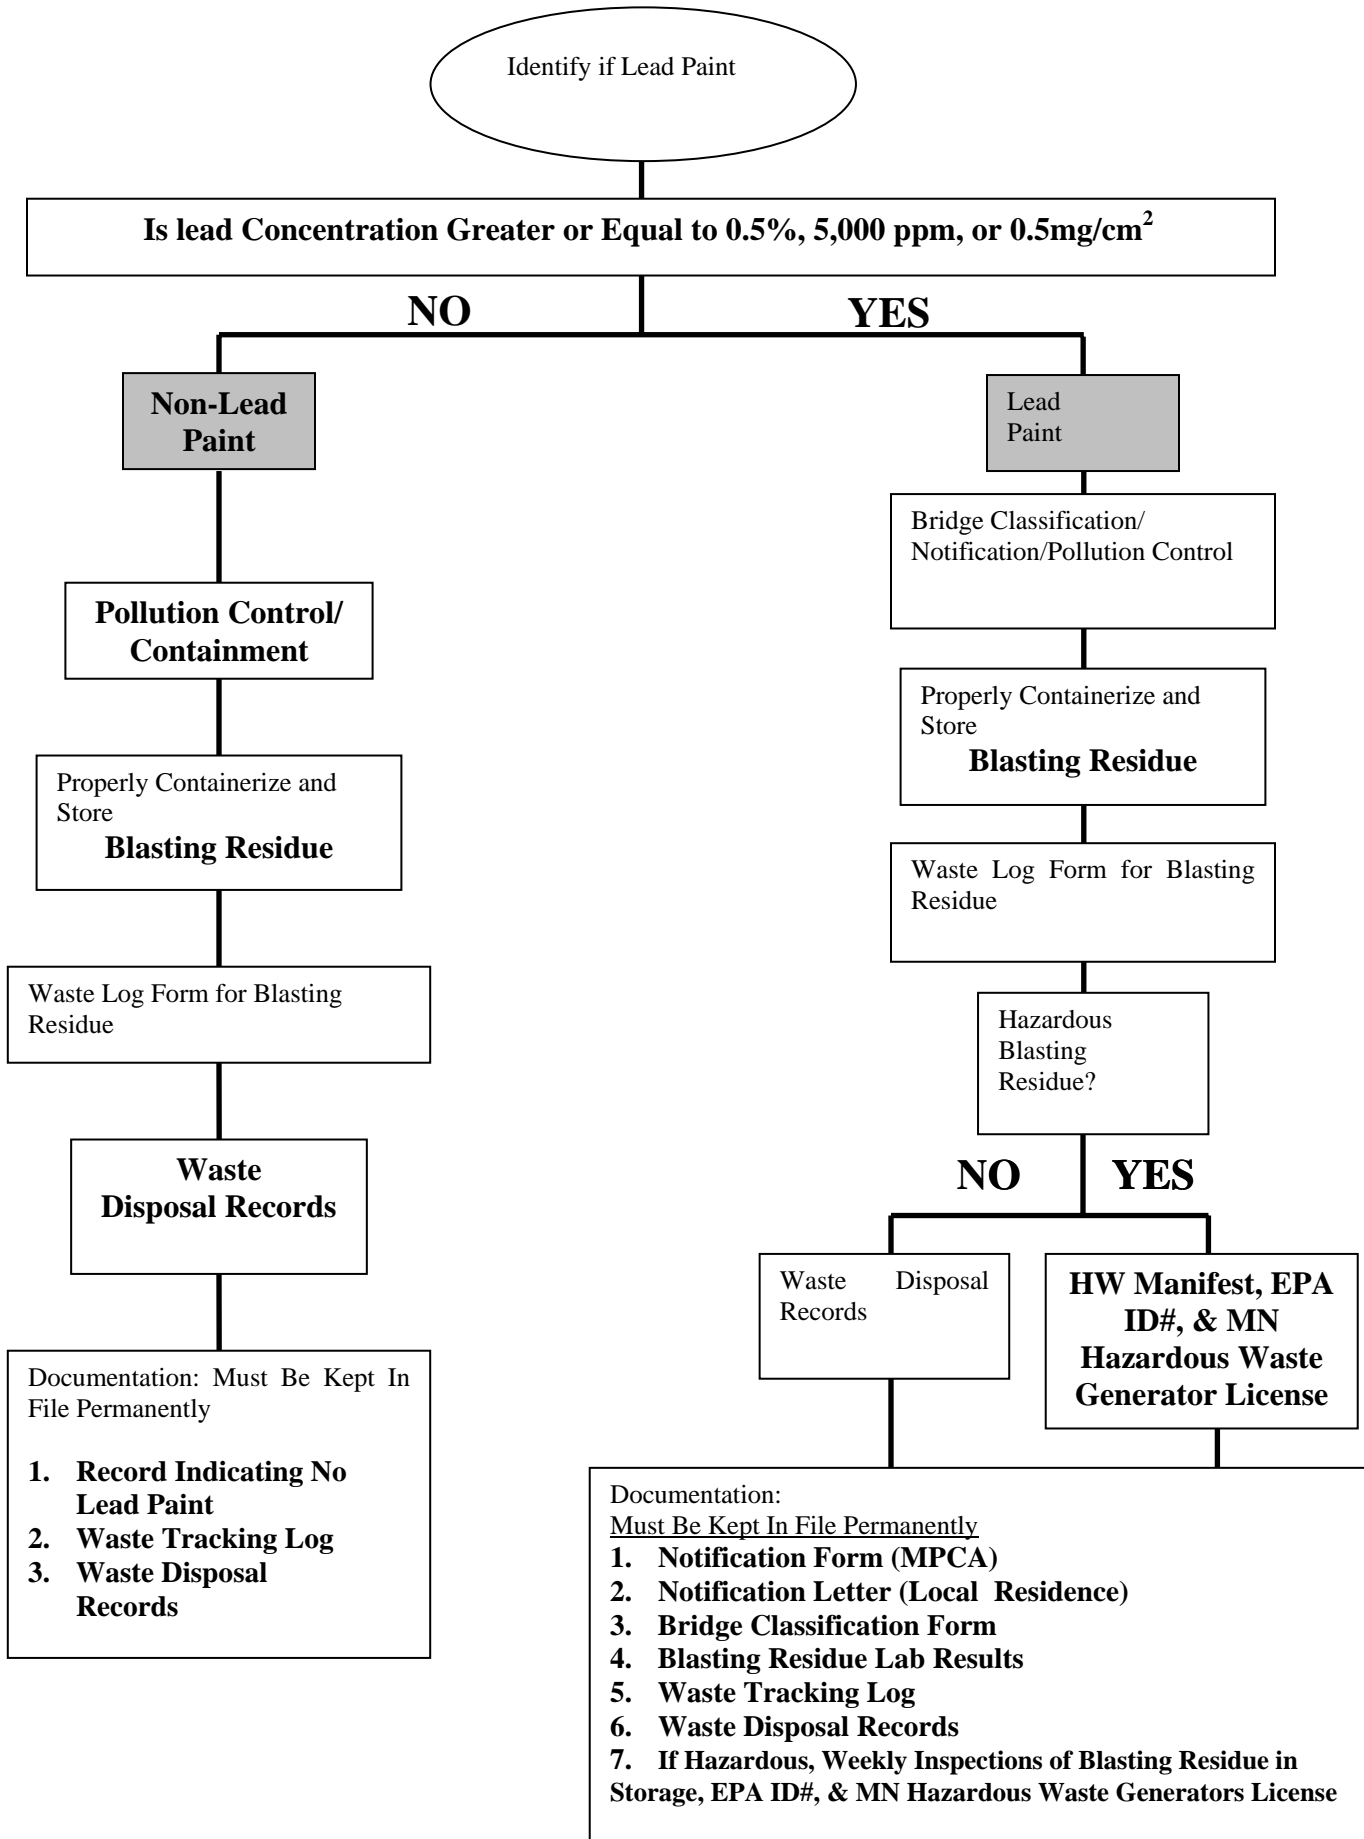 Identify if Lead Paint
Is lead Concentration Greater or Equal to 0.5%, 5,000 ppm, or 0.5mg/cm²
NO
YES
Non-Lead
Paint
Pollution Control/
Containment
Properly Containerize and
Store
Blasting Residue
Waste Log Form for Blasting
Residue
Waste
Disposal Records
Documentation: Must Be Kept In
File Permanently
1. Record Indicating No
Lead Paint
2. Waste Tracking Log
3. Waste Disposal
Records
Lead
Paint
Bridge Classification/
Notification/Pollution Control
Properly Containerize and
Store
Blasting Residue
Waste Log Form for Blasting
Residue
Hazardous
Blasting
Residue?
NO
YES
Waste Disposal
Records
HW Manifest, EPA
ID#, & MN
Hazardous Waste
Generator License
Documentation:
Must Be Kept In File Permanently
1. Notification Form (MPCA)
2. Notification Letter (Local Residence)
3. Bridge Classification Form
4. Blasting Residue Lab Results
5. Waste Tracking Log
6. Waste Disposal Records
7. If Hazardous, Weekly Inspections of Blasting Residue in
Storage, EPA ID#, & MN Hazardous Waste Generators License